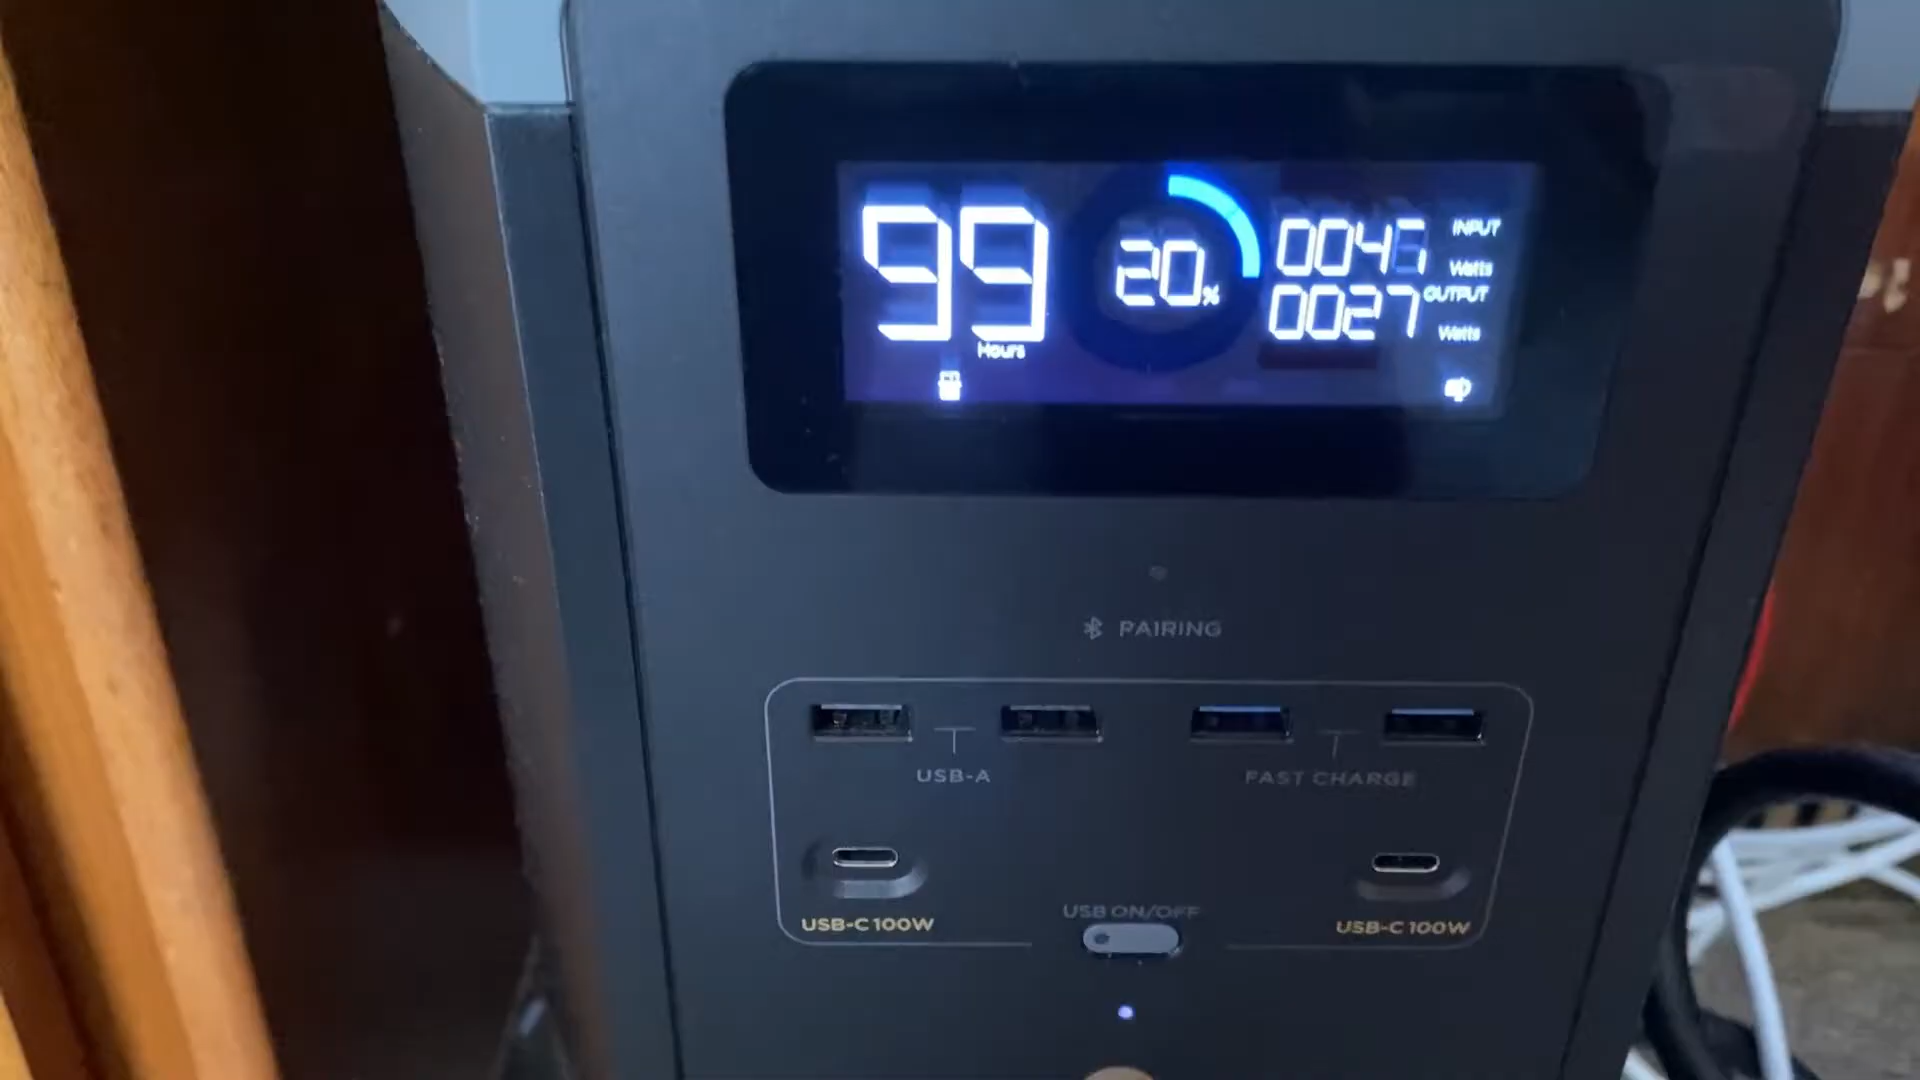 99
Hours
20%
0047 INPUT
Watts
0027 OUTPUT
Watts
PAIRING
USB-A
FAST CHARGE
USB-C 100W
USB ON/OFF
USB-C 100W